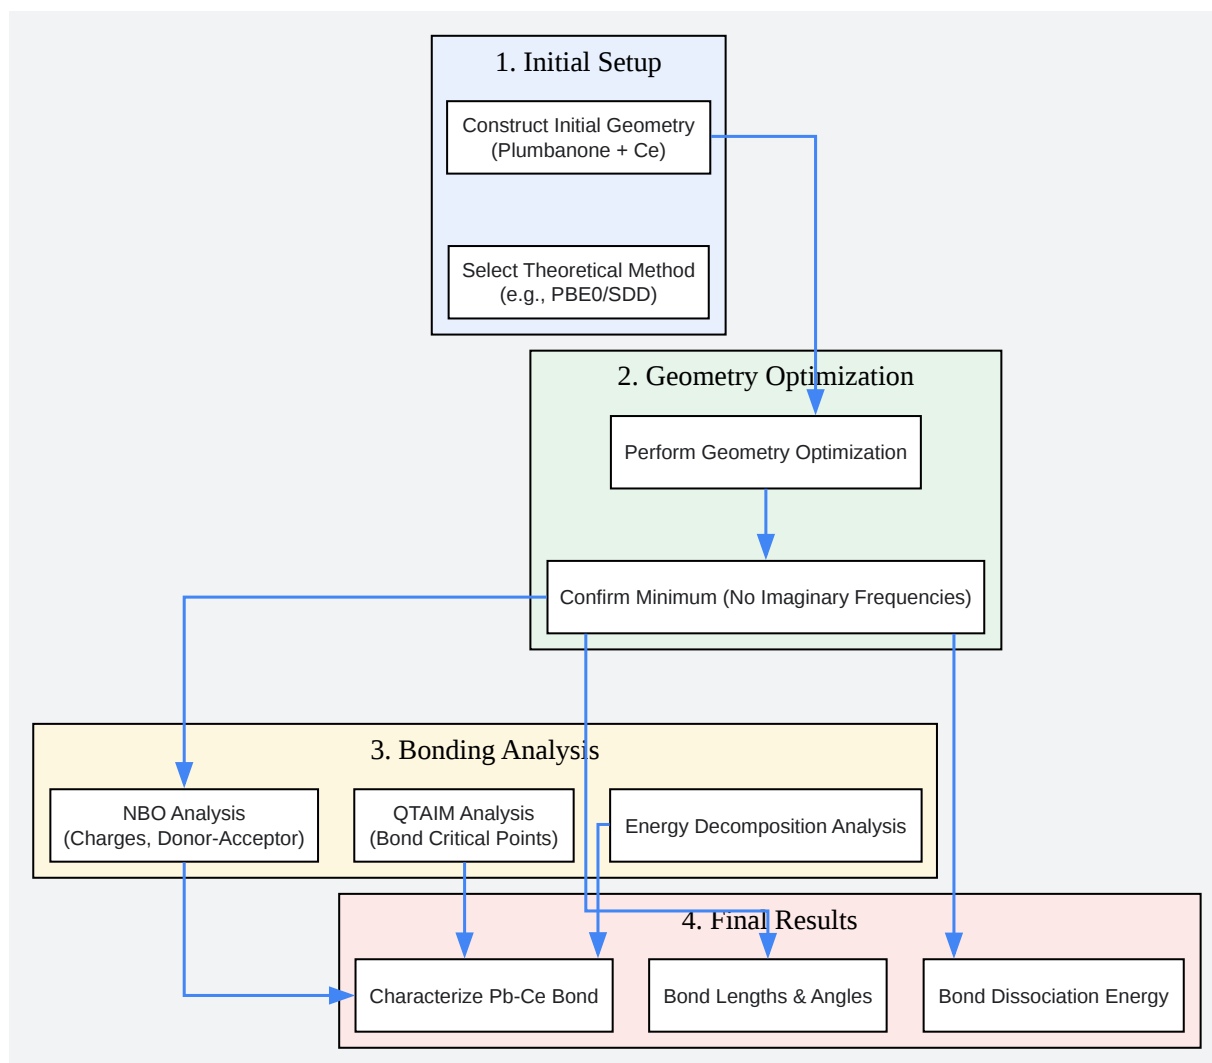 1. Initial Setup
Construct Initial Geometry
(Plumbanone + Ce)
Select Theoretical Method
(e.g., PBE0/SDD)
2. Geometry Optimization
Perform Geometry Optimization
Confirm Minimum (No Imaginary Frequencies)
3. Bonding Analysis
NBO Analysis
(Charges, Donor-Acceptor)
QTAIM Analysis
(Bond Critical Points)
Energy Decomposition Analysis
4. Final Results
Characterize Pb-Ce Bond
Bond Lengths & Angles
Bond Dissociation Energy